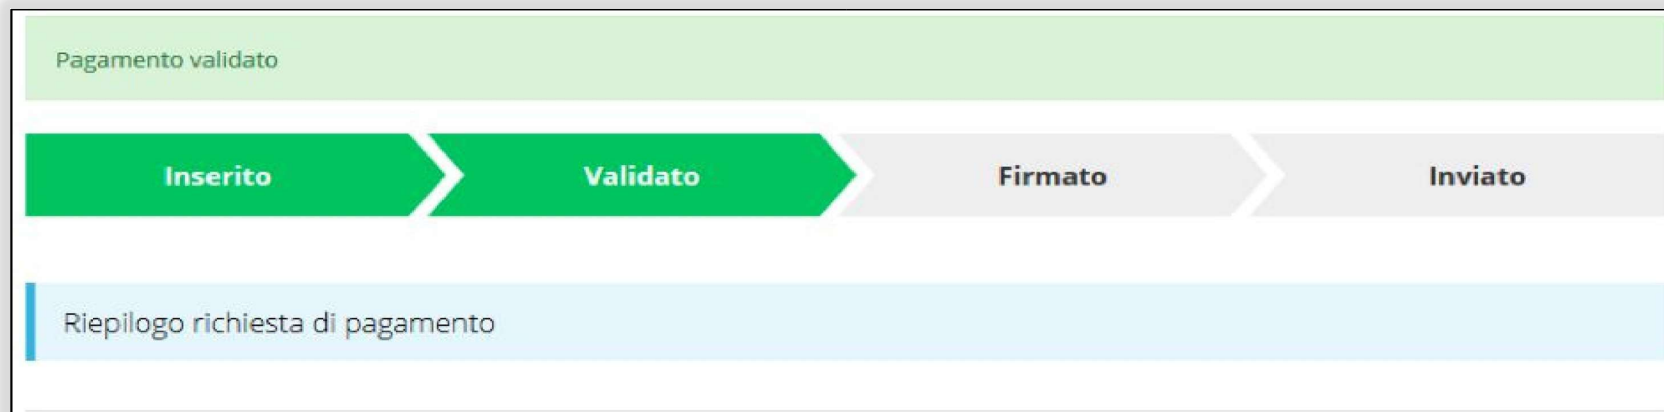 Pagamento validato
Inserito Validato Firmato Inviato
Riepilogo richiesta di pagamento